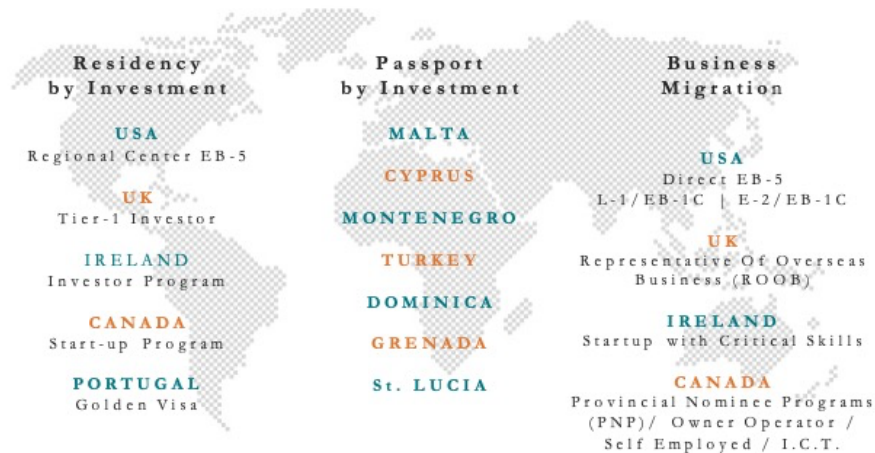 Residency
by Investment
USA
Regional Center EB-5
UK
Tier-1 Investor
IRELAND
Investor Program
CANADA
Start-up Program
PORTUGAL
Golden Visa
Passport
by Investment
MALTA
CYPRUS
MONTENEGRO
TURKEY
DOMINICA
GRENADA
St. LUCIA
Business
Migration
USA
Direct EB-5
L-1/EB-1C | E-2/EB-1C
UK
Representative Of Overseas
Business (ROOB)
IRELAND
Startup with Critical Skills
CANADA
Provincial Nominee Programs
(PNP)/ Owner Operator /
Self Employed / I.C.T.